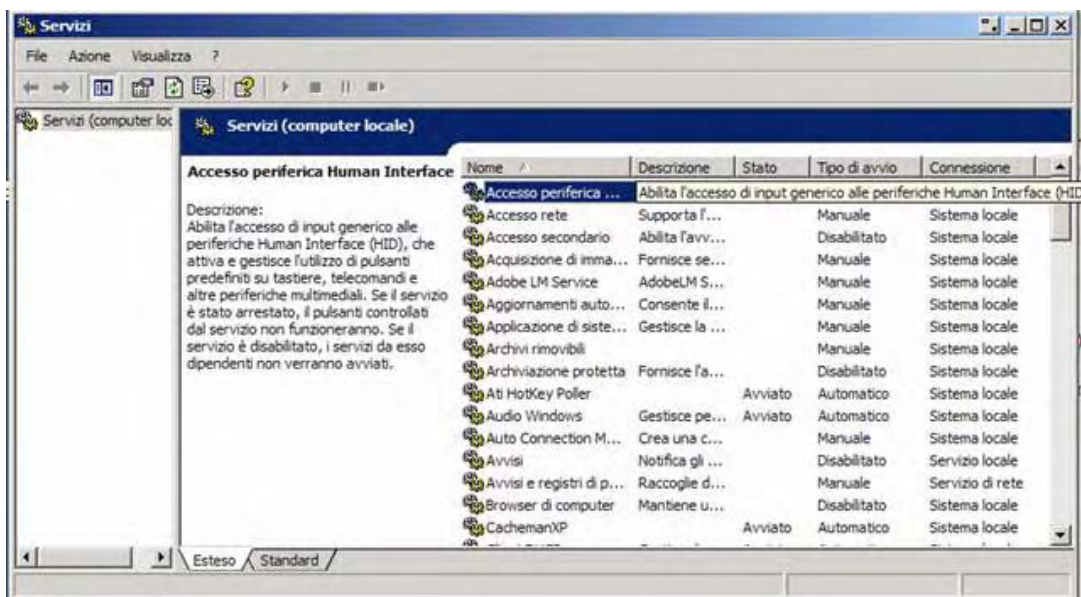 Servizi
File Azione Visualizza ?
Servizi (computer loc
Servizi (computer locale)
Accesso periferica Human Interface
Descrizione:
Abilita l'accesso di input generico alle
periferiche Human Interface (HID), che
attiva e gestisce l'utilizzo di pulsanti
predefiniti su tastiere, telecomandi e
altre periferiche multimediali. Se il servizio
è stato arrestato, il pulsanti controllati
dal servizio non funzioneranno. Se il
servizio è disabilitato, i servizi da esso
dipendenti non verranno avviati.
Nome Descrizione Stato Tipo di avvio Connessione
Accesso periferica ... Abilita l'accesso di input generico alle periferiche Human Interface (HID
Accesso rete Supporta l'... Manuale Sistema locale
Accesso secondario Abilita l'avv... Disabilitato Sistema locale
Acquisizione di imma... Fornisce se... Manuale Sistema locale
Adobe LM Service AdobeLM S... Manuale Sistema locale
Aggiornamenti auto... Consente il... Manuale Sistema locale
Applicazione di siste... Gestisce la ... Manuale Sistema locale
Archivi rimovibili Manuale Sistema locale
Archiviazione protetta Fornisce l'a... Disabilitato Sistema locale
Ati HotKey Poller Avviato Automatico Sistema locale
Audio Windows Gestisce pe... Avviato Automatico Sistema locale
Auto Connection M... Crea una c... Manuale Sistema locale
Avvisi Notifica gli ... Disabilitato Servizio locale
Avvisi e registri di p... Raccoglie d... Manuale Servizio di rete
Browser di computer Mantiene u... Disabilitato Sistema locale
CachemanXP Avviato Automatico Sistema locale
Esteso Standard